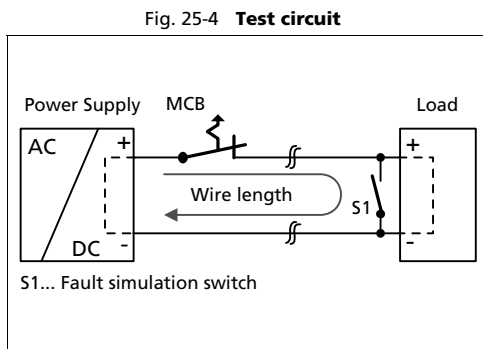 Fig. 25-4 Test circuit
Power Supply
MCB
Load
AC
+
+
Wire length
S1
DC
-
-
S1... Fault simulation switch